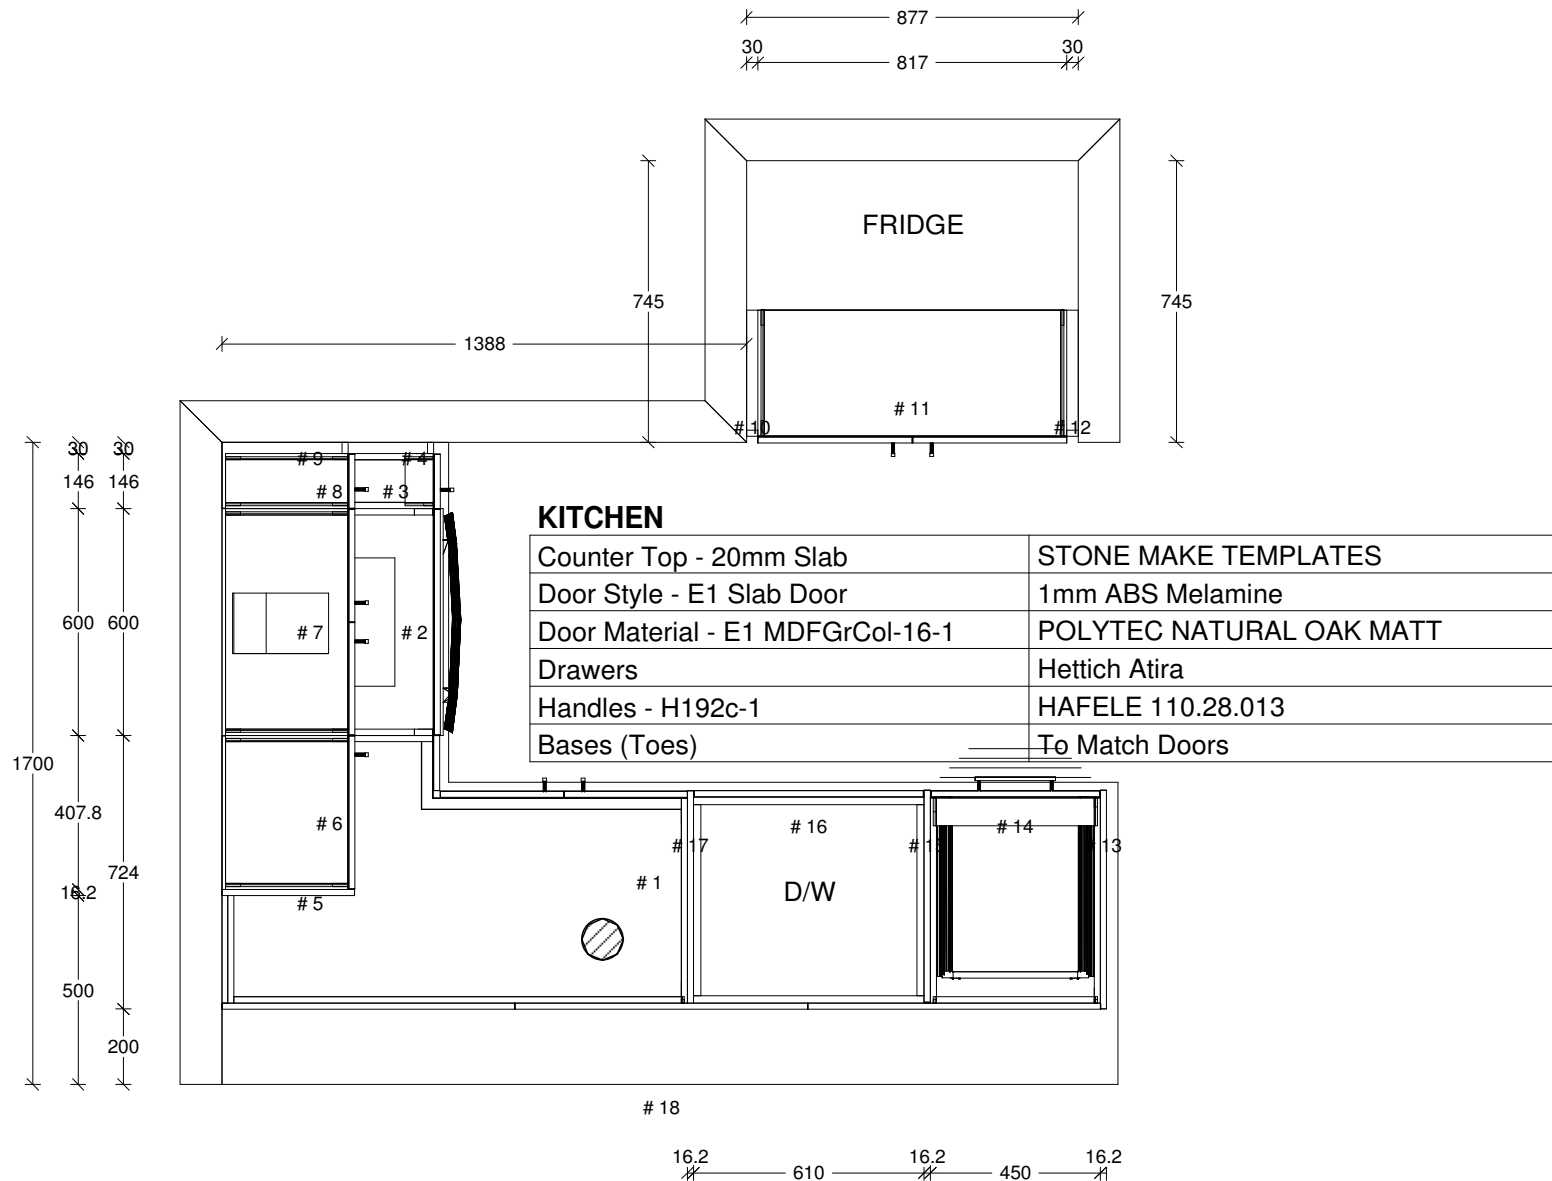 877
30 30
817
FRIDGE
745 745
1388
# 11
# 10 # 12
30 30 # 9 # 4
146 146 # 8 # 3
KITCHEN
Counter Top - 20mm Slab STONE MAKE TEMPLATES
Door Style - E1 Slab Door 1mm ABS Melamine
600 600 # 7 # 2 Door Material - E1 MDFGrCol-16-1 POLYTEC NATURAL OAK MATT
Drawers Hettich Atira
Handles - H192c-1 HAFELE 110.28.013
Bases (Toes) To Match Doors
1700
407.8 # 6 # 16 # 14
# 17 # 15 # 13
724 # 1
16.2 D/W
# 5
500
200
# 18
16.2 16.2 16.2
610 450